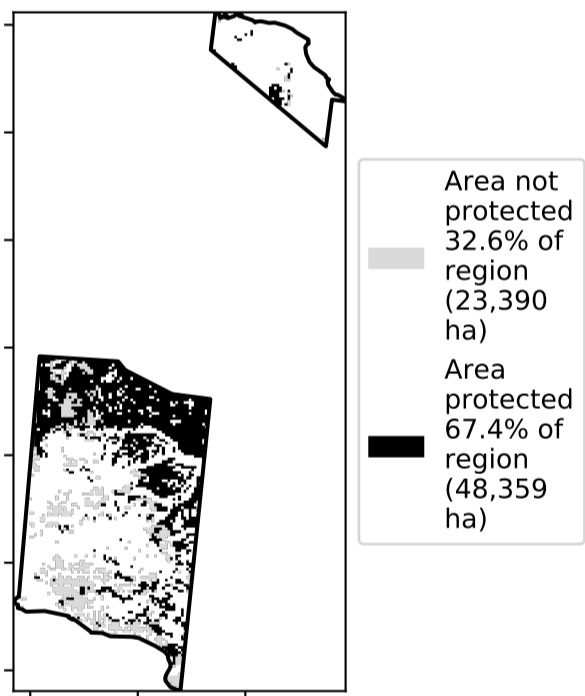 Area not
protected
32.6% of
region
(23,390
ha)
Area
protected
67.4% of
region
(48,359
ha)